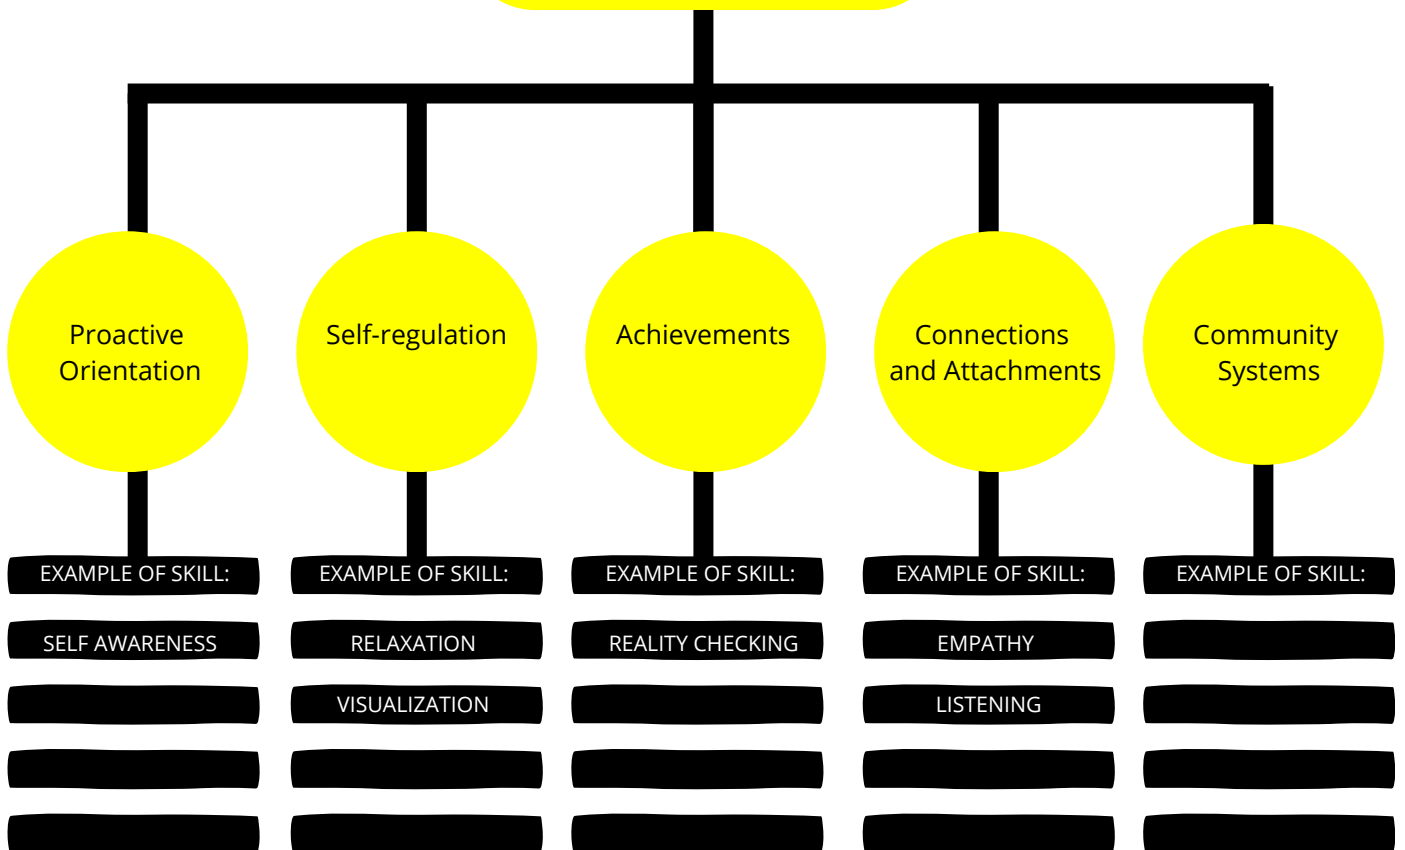 Proactive
Orientation
Self-regulation
Achievements
Connections
and Attachments
Community
Systems
EXAMPLE OF SKILL:
EXAMPLE OF SKILL:
EXAMPLE OF SKILL:
EXAMPLE OF SKILL:
EXAMPLE OF SKILL:
SELF AWARENESS
RELAXATION
REALITY CHECKING
EMPATHY
VISUALIZATION
LISTENING